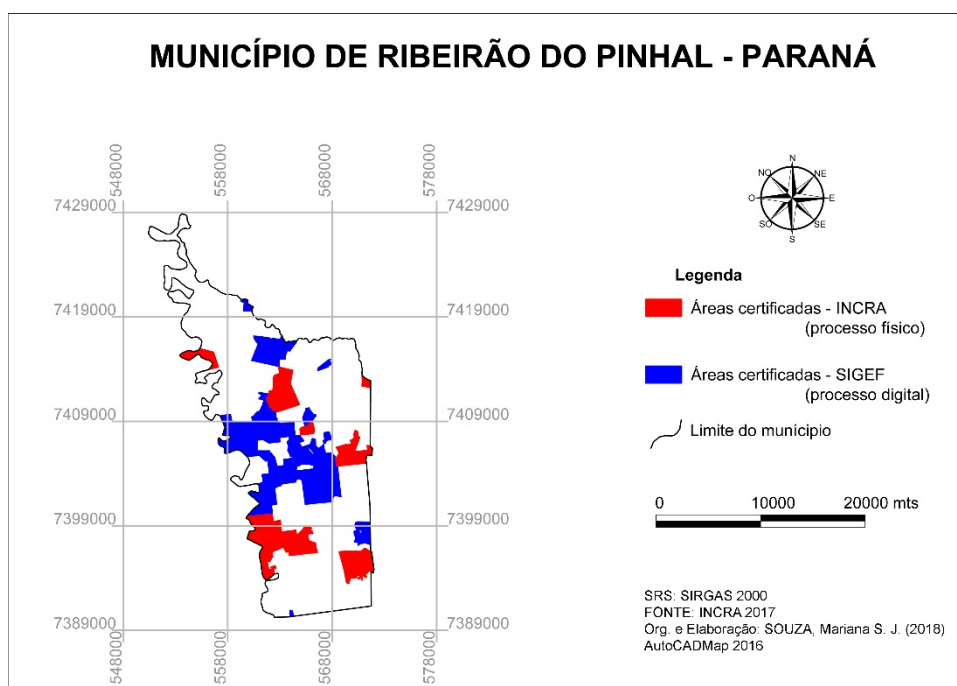 MUNICÍPIO DE RIBEIRÃO DO PINHAL - PARANÁ
548000
558000
568000
578000
7429000
7429000
7419000
7419000
7409000
7409000
7399000
7399000
7389000
7389000
548000
558000
568000
578000
N
NO
NE
O
E
SO
SE
S
Legenda
Áreas certificadas - INCRA
(processo físico)
Áreas certificadas - SIGEF
(processo digital)
Limite do município
0 10000 20000 mts
SRS: SIRGAS 2000
FONTE: INCRA 2017
Org. e Elaboração: SOUZA, Mariana S. J. (2018)
AutoCADMap 2016